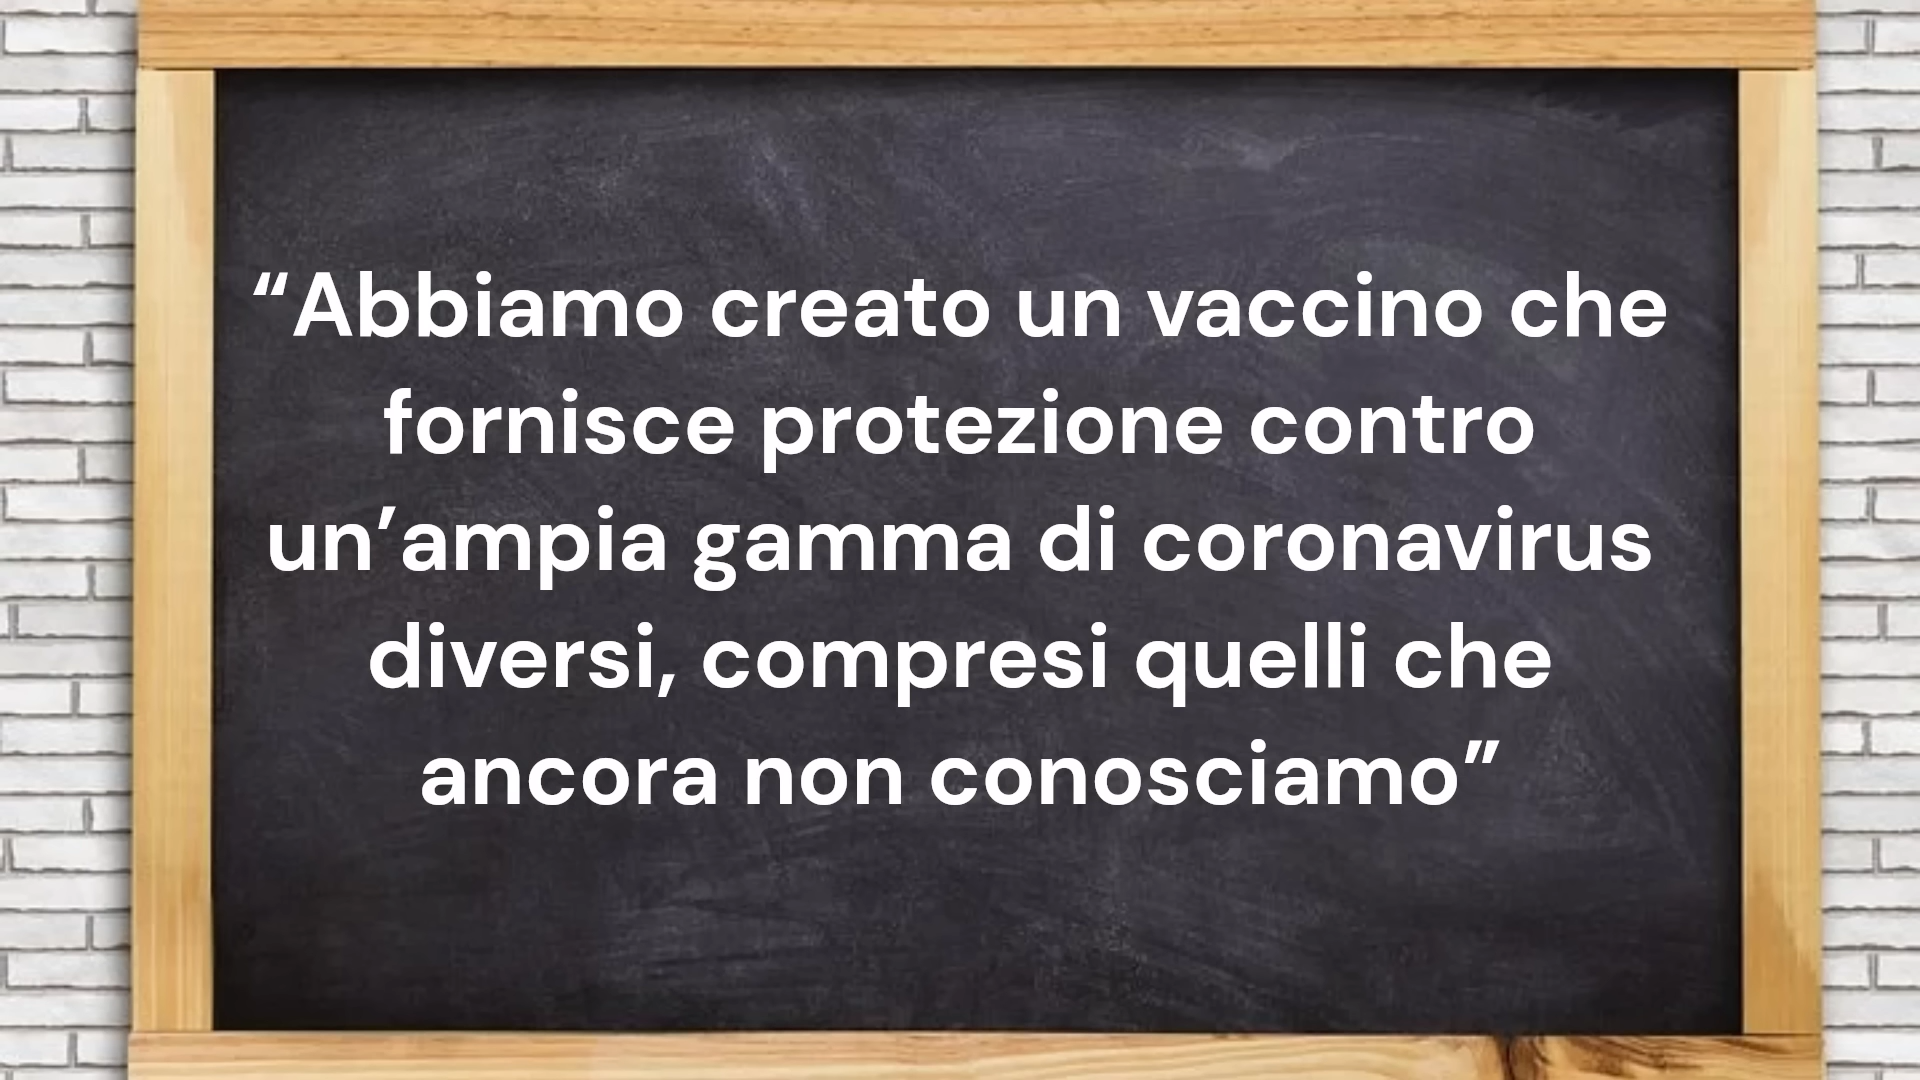 “Abbiamo creato un vaccino che
fornisce protezione contro
un’ampia gamma di coronavirus
diversi, compresi quelli che
ancora non conosciamo”